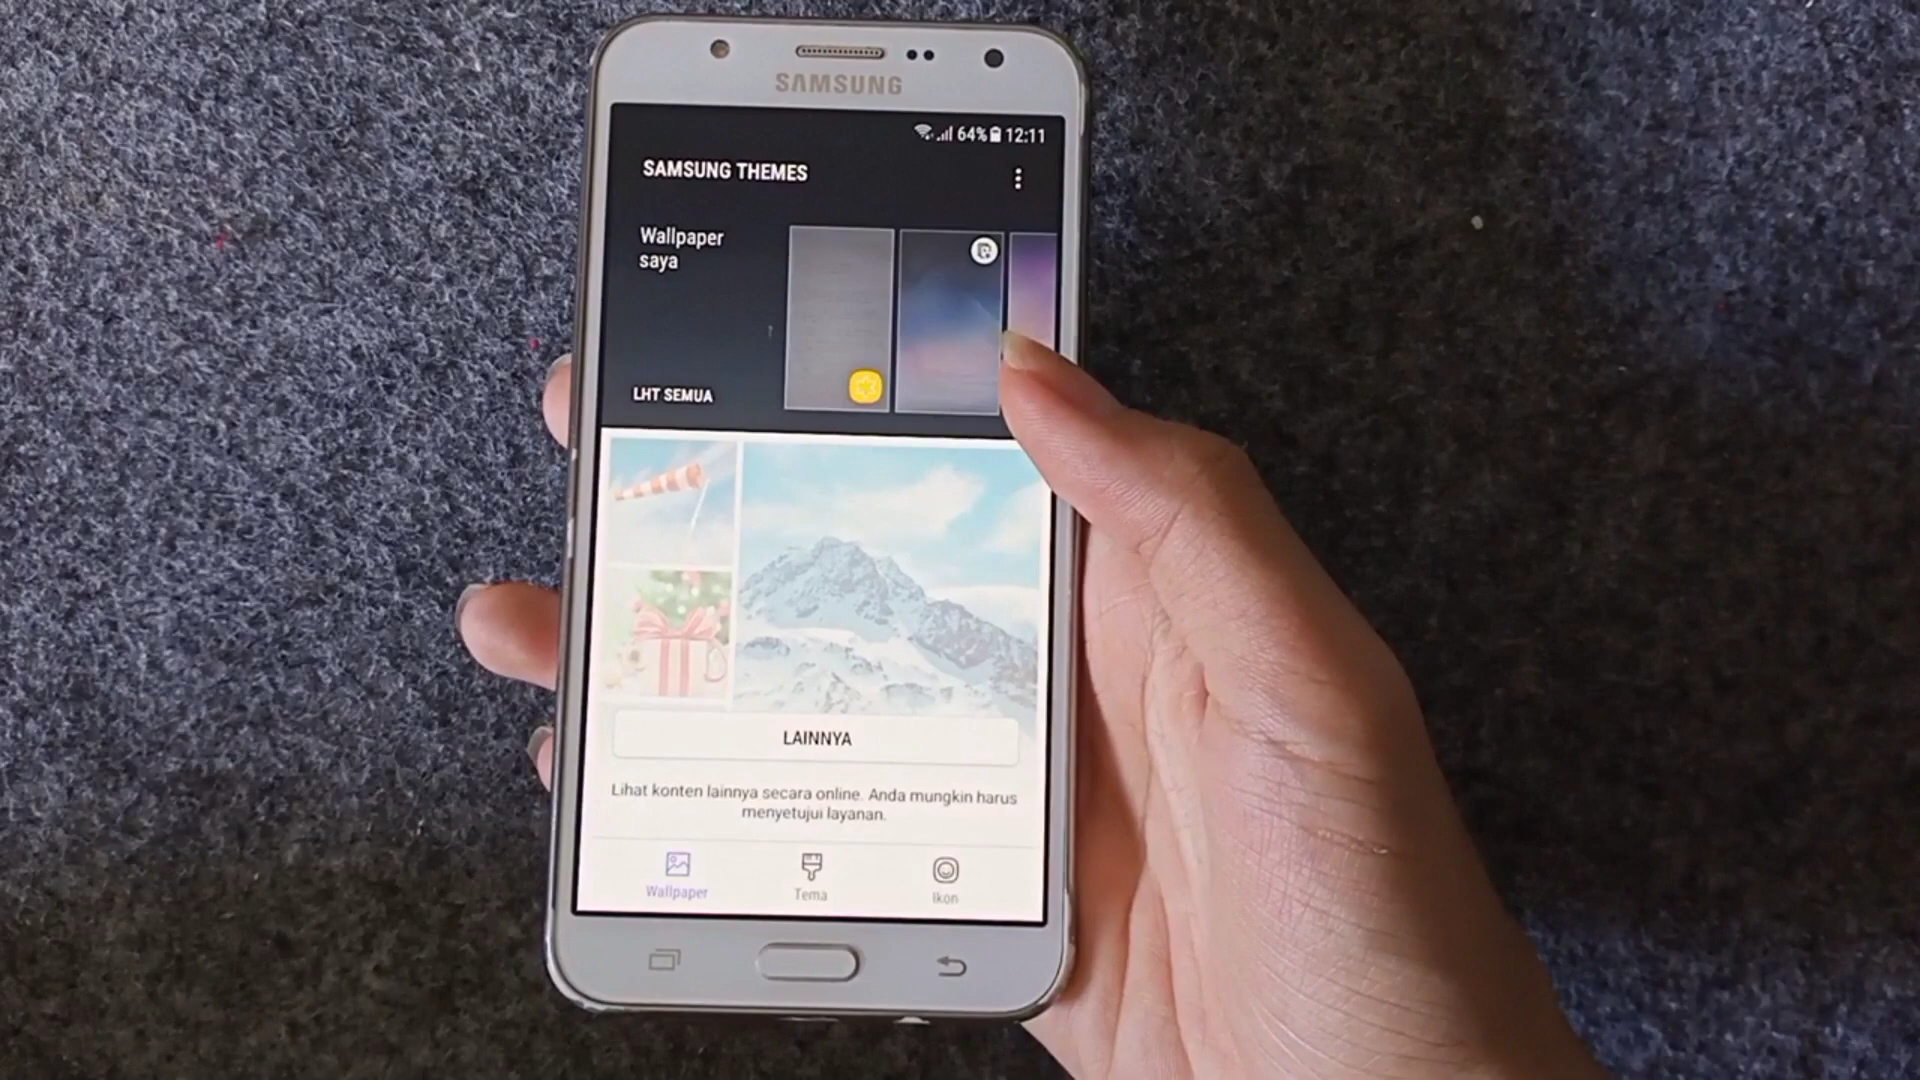 SAMSUNG
64% 12:11
SAMSUNG THEMES
Wallpaper
saya
LHT SEMUA
LAINNYA
Lihat konten lainnya secara online. Anda mungkin harus
menyetujui layanan.
Wallpaper Tema Ikon